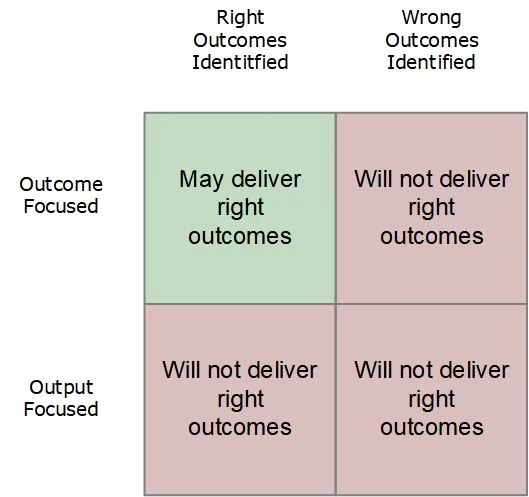 Right
Outcomes
Identitfied
Wrong
Outcomes
Identified
Outcome
Focused
May deliver
right
outcomes
Will not deliver
right
outcomes
Output
Focused
Will not deliver
right
outcomes
Will not deliver
right
outcomes